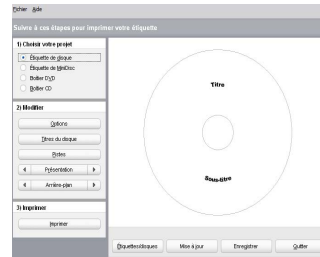 Fichier Aide
Suivre 6 ces étapes pour imprimer votre étiquette
1) Choisir votre projet
Étiquette de disque
Étiquette de MiniDisc
Boîtier DVD
Boîtier CD
2) Modifier
Options
Titres du disque
Pistes
Présentation
Arrière-plan
3) Imprimer
Imprimer
Titre
Sous-titre
Étiquettes/disques Mise à jour Enregistrer Quitter